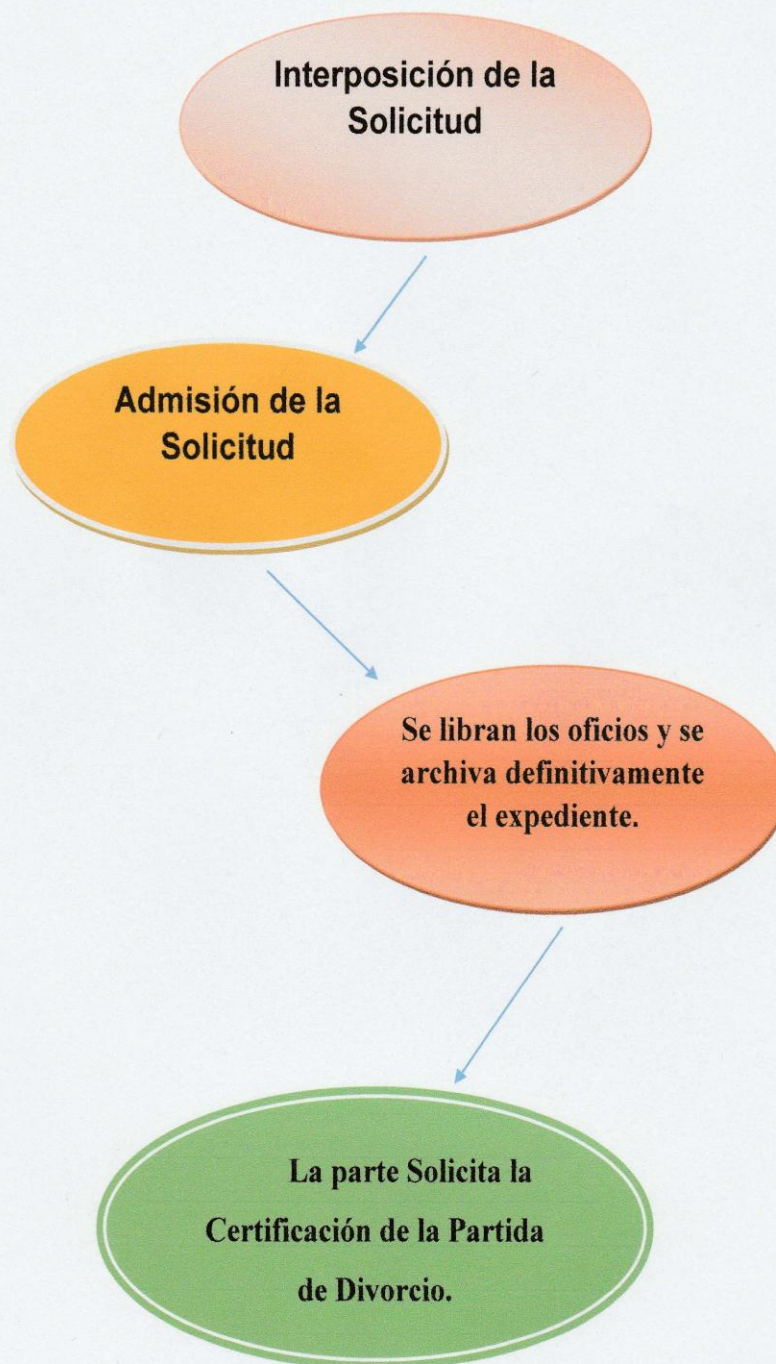 Interposición de la
Solicitud
Admisión de la
Solicitud
Se libran los oficios y se
archiva definitivamente
el expediente.
La parte Solicita la
Certificación de la Partida
de Divorcio.